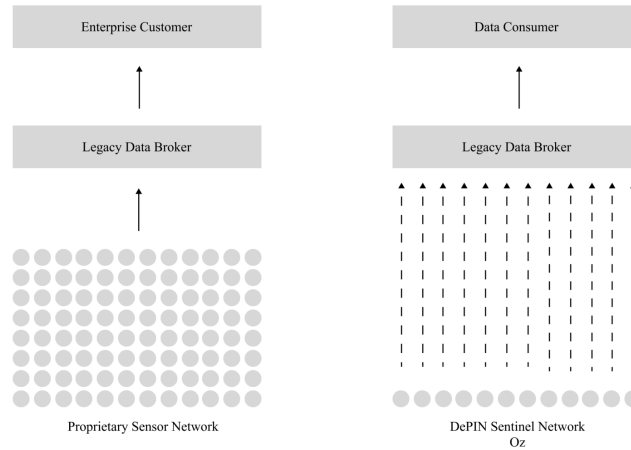 Enterprise Customer
Legacy Data Broker
Proprietary Sensor Network
Data Consumer
Legacy Data Broker
DePIN Sentinel Network
Oz